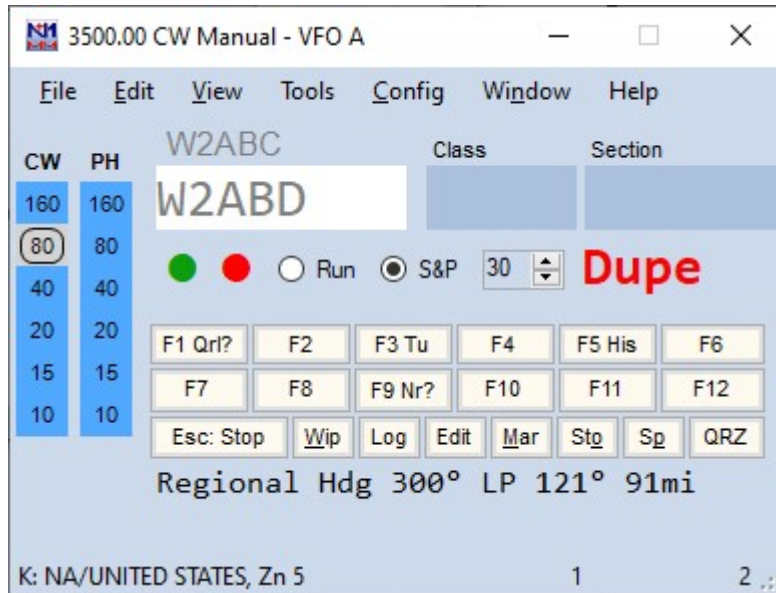 3500.00 CW Manual - VFO A
File Edit View Tools Config Window Help
W2ABC Class Section
CW PH W2ABD
160 160
80 80 Run S&P 30 Dupe
40 40
20 20 F1 Qrl? F2 F3 Tu F4 F5 His F6
15 15 F7 F8 F9 Nr? F10 F11 F12
10 10 Esc: Stop Wip Log Edit Mar Sto Sp QRZ
Regional Hdg 300° LP 121° 91mi
K: NA/UNITED STATES, Zn 5 1 2